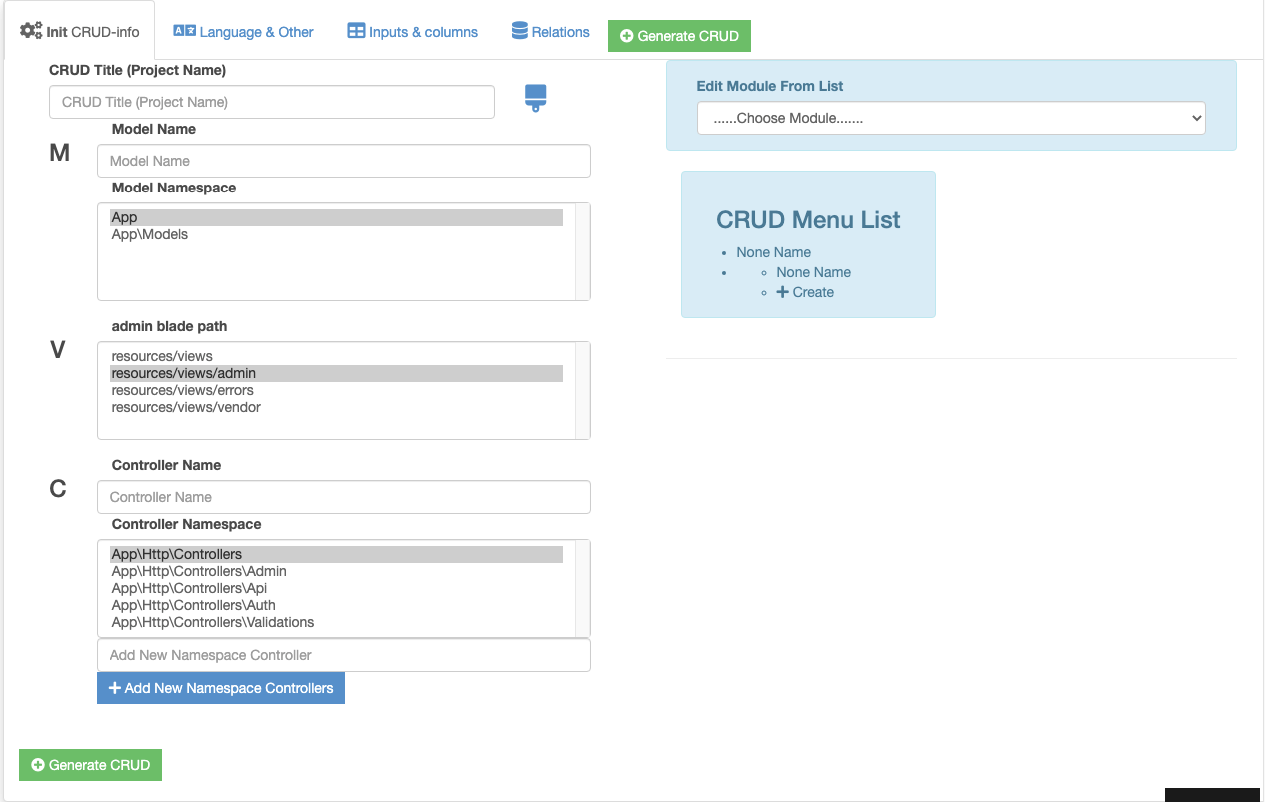 Init CRUD-info
Language & Other
Inputs & columns
Relations
Generate CRUD
CRUD Title (Project Name)
CRUD Title (Project Name)
M
Model Name
Model Name
Model Namespace
App
App\Models
V
admin blade path
resources/views
resources/views/admin
resources/views/errors
resources/views/vendor
C
Controller Name
Controller Name
Controller Namespace
App\Http\Controllers
App\Http\Controllers\Admin
App\Http\Controllers\Api
App\Http\Controllers\Auth
App\Http\Controllers\Validations
Add New Namespace Controller
Add New Namespace Controllers
Generate CRUD
Edit Module From List
......Choose Module.......
CRUD Menu List
None Name
None Name
Create